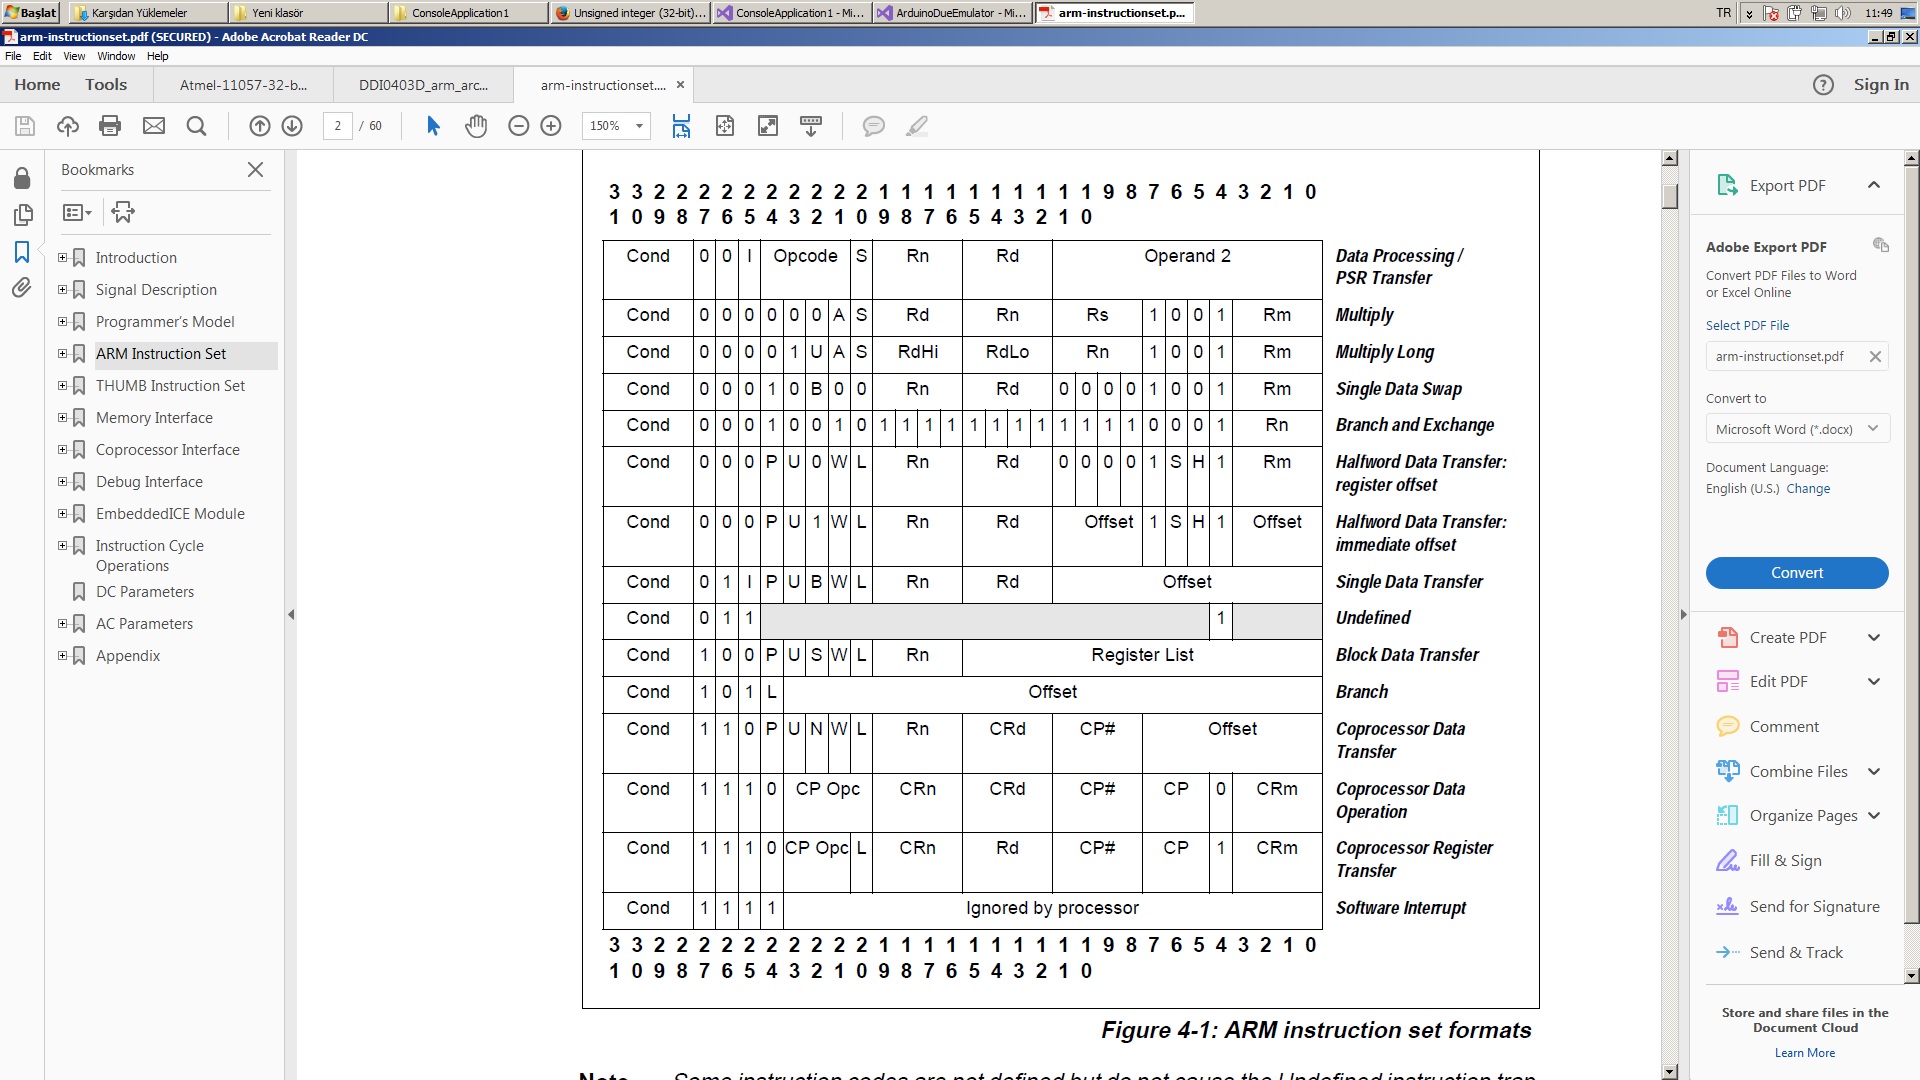 Başlat
Karşıdan Yüklemeler
Yeni klasör
ConsoleApplication1
Unsigned integer (32-bit)...
ConsoleApplication1 - Mi...
ArduinoDueEmulator - Mi...
arm-instructionset.p...
TR
11:49
arm-instructionset.pdf (SECURED) - Adobe Acrobat Reader DC
File Edit View Window Help
Home Tools Atmel-11057-32-b... DDI0403D_arm_arc... arm-instructionset.... Sign In
2 / 60 150%
Bookmarks
Introduction
Signal Description
Programmer's Model
ARM Instruction Set
THUMB Instruction Set
Memory Interface
Coprocessor Interface
Debug Interface
EmbeddedICE Module
Instruction Cycle
Operations
DC Parameters
AC Parameters
Appendix
3 3 2 2 2 2 2 2 2 2 2 2 1 1 1 1 1 1 1 1 1 1 9 8 7 6 5 4 3 2 1 0
1 0 9 8 7 6 5 4 3 2 1 0 9 8 7 6 5 4 3 2 1 0
Cond 0 0 I Opcode S Rn Rd Operand 2 Data Processing /
PSR Transfer
Cond 0 0 0 0 0 0 A S Rd Rn Rs 1 0 0 1 Rm Multiply
Cond 0 0 0 0 1 U A S RdHi RdLo Rn 1 0 0 1 Rm Multiply Long
Cond 0 0 0 1 0 B 0 0 Rn Rd 0 0 0 0 1 0 0 1 Rm Single Data Swap
Cond 0 0 0 1 0 0 1 0 1 1 1 1 1 1 1 1 1 1 1 1 0 0 0 1 Rn Branch and Exchange
Cond 0 0 0 P U 0 W L Rn Rd 0 0 0 0 1 S H 1 Rm Halfword Data Transfer:
register offset
Cond 0 0 0 P U 1 W L Rn Rd Offset 1 S H 1 Offset Halfword Data Transfer:
immediate offset
Cond 0 1 I P U B W L Rn Rd Offset Single Data Transfer
Cond 0 1 1 1 Undefined
Cond 1 0 0 P U S W L Rn Register List Block Data Transfer
Cond 1 0 1 L Offset Branch
Cond 1 1 0 P U N W L Rn CRd CP# Offset Coprocessor Data
Transfer
Cond 1 1 1 0 CP Opc CRn CRd CP# CP 0 CRm Coprocessor Data
Operation
Cond 1 1 1 0 CP Opc L CRn Rd CP# CP 1 CRm Coprocessor Register
Transfer
Cond 1 1 1 1 Ignored by processor Software Interrupt
3 3 2 2 2 2 2 2 2 2 2 2 1 1 1 1 1 1 1 1 1 1 9 8 7 6 5 4 3 2 1 0
1 0 9 8 7 6 5 4 3 2 1 0 9 8 7 6 5 4 3 2 1 0
Figure 4-1: ARM instruction set formats
Note Some instruction codes are not defined but do not cause the Undefined instruction trap
Export PDF
Adobe Export PDF
Convert PDF Files to Word
or Excel Online
Select PDF File
arm-instructionset.pdf
Convert to
Microsoft Word (*.docx)
Document Language:
English (U.S.) Change
Convert
Create PDF
Edit PDF
Comment
Combine Files
Organize Pages
Fill & Sign
Send for Signature
Send & Track
Store and share files in the
Document Cloud
Learn More